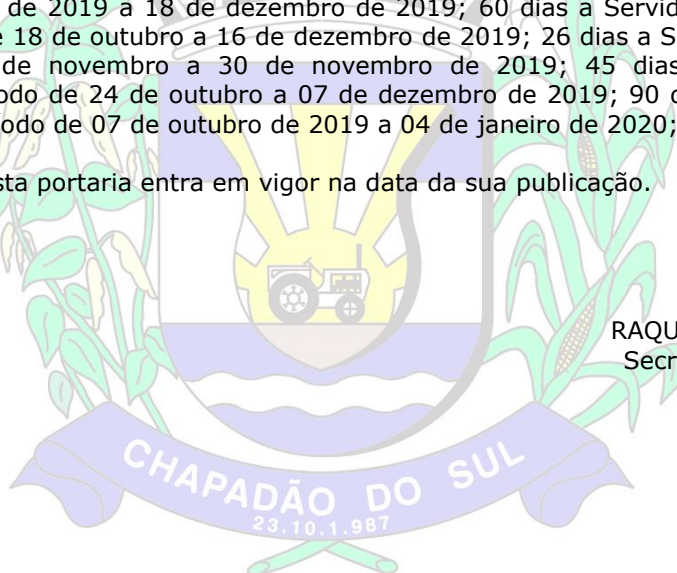 de 2019 a 18 de dezembro de 2019; 60 dias a Servid
18 de outubro a 16 de dezembro de 2019; 26 dias a S
de novembro a 30 de novembro de 2019; 45 dias
odo de 24 de outubro a 07 de dezembro de 2019; 90
odo de 07 de outubro de 2019 a 04 de janeiro de 2020;
sta portaria entra em vigor na data da sua publicação.
RAQU
Secr
CHAPADÃO DO SUL
23.10.1.987